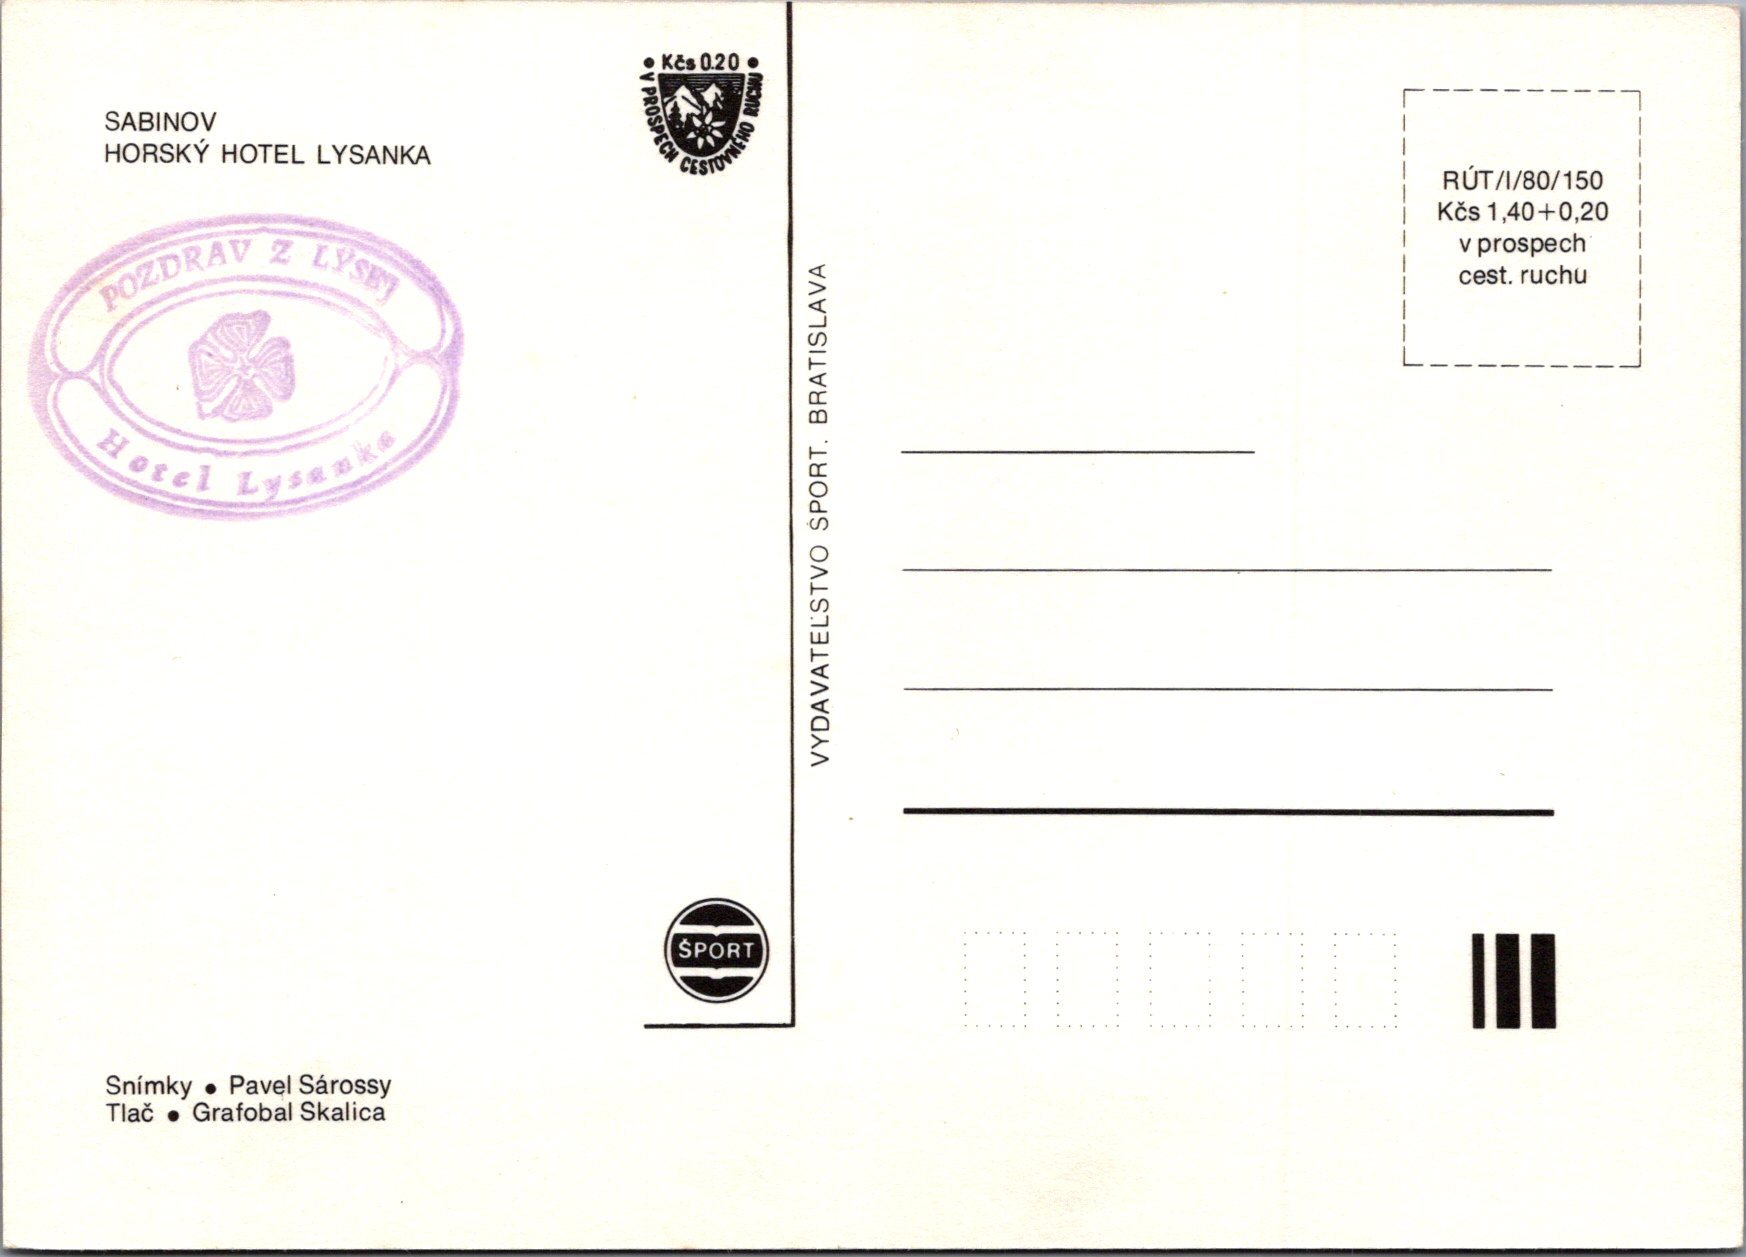 SABINOV
HORSKÝ HOTEL LYSANKA
POZDRAV Z LYSEJ
Hotel Lysanka
Kčs 0.20
V PROSPECH CESTOVNÉHO RUCHU
VYDAVATEĽSTVO ŠPORT. BRATISLAVA
RÚT/I/80/150
Kčs 1,40+0,20
v prospech
cest. ruchu
ŠPORT
Snímky ● Pavel Sárossy
Tlač ● Grafobal Skalica